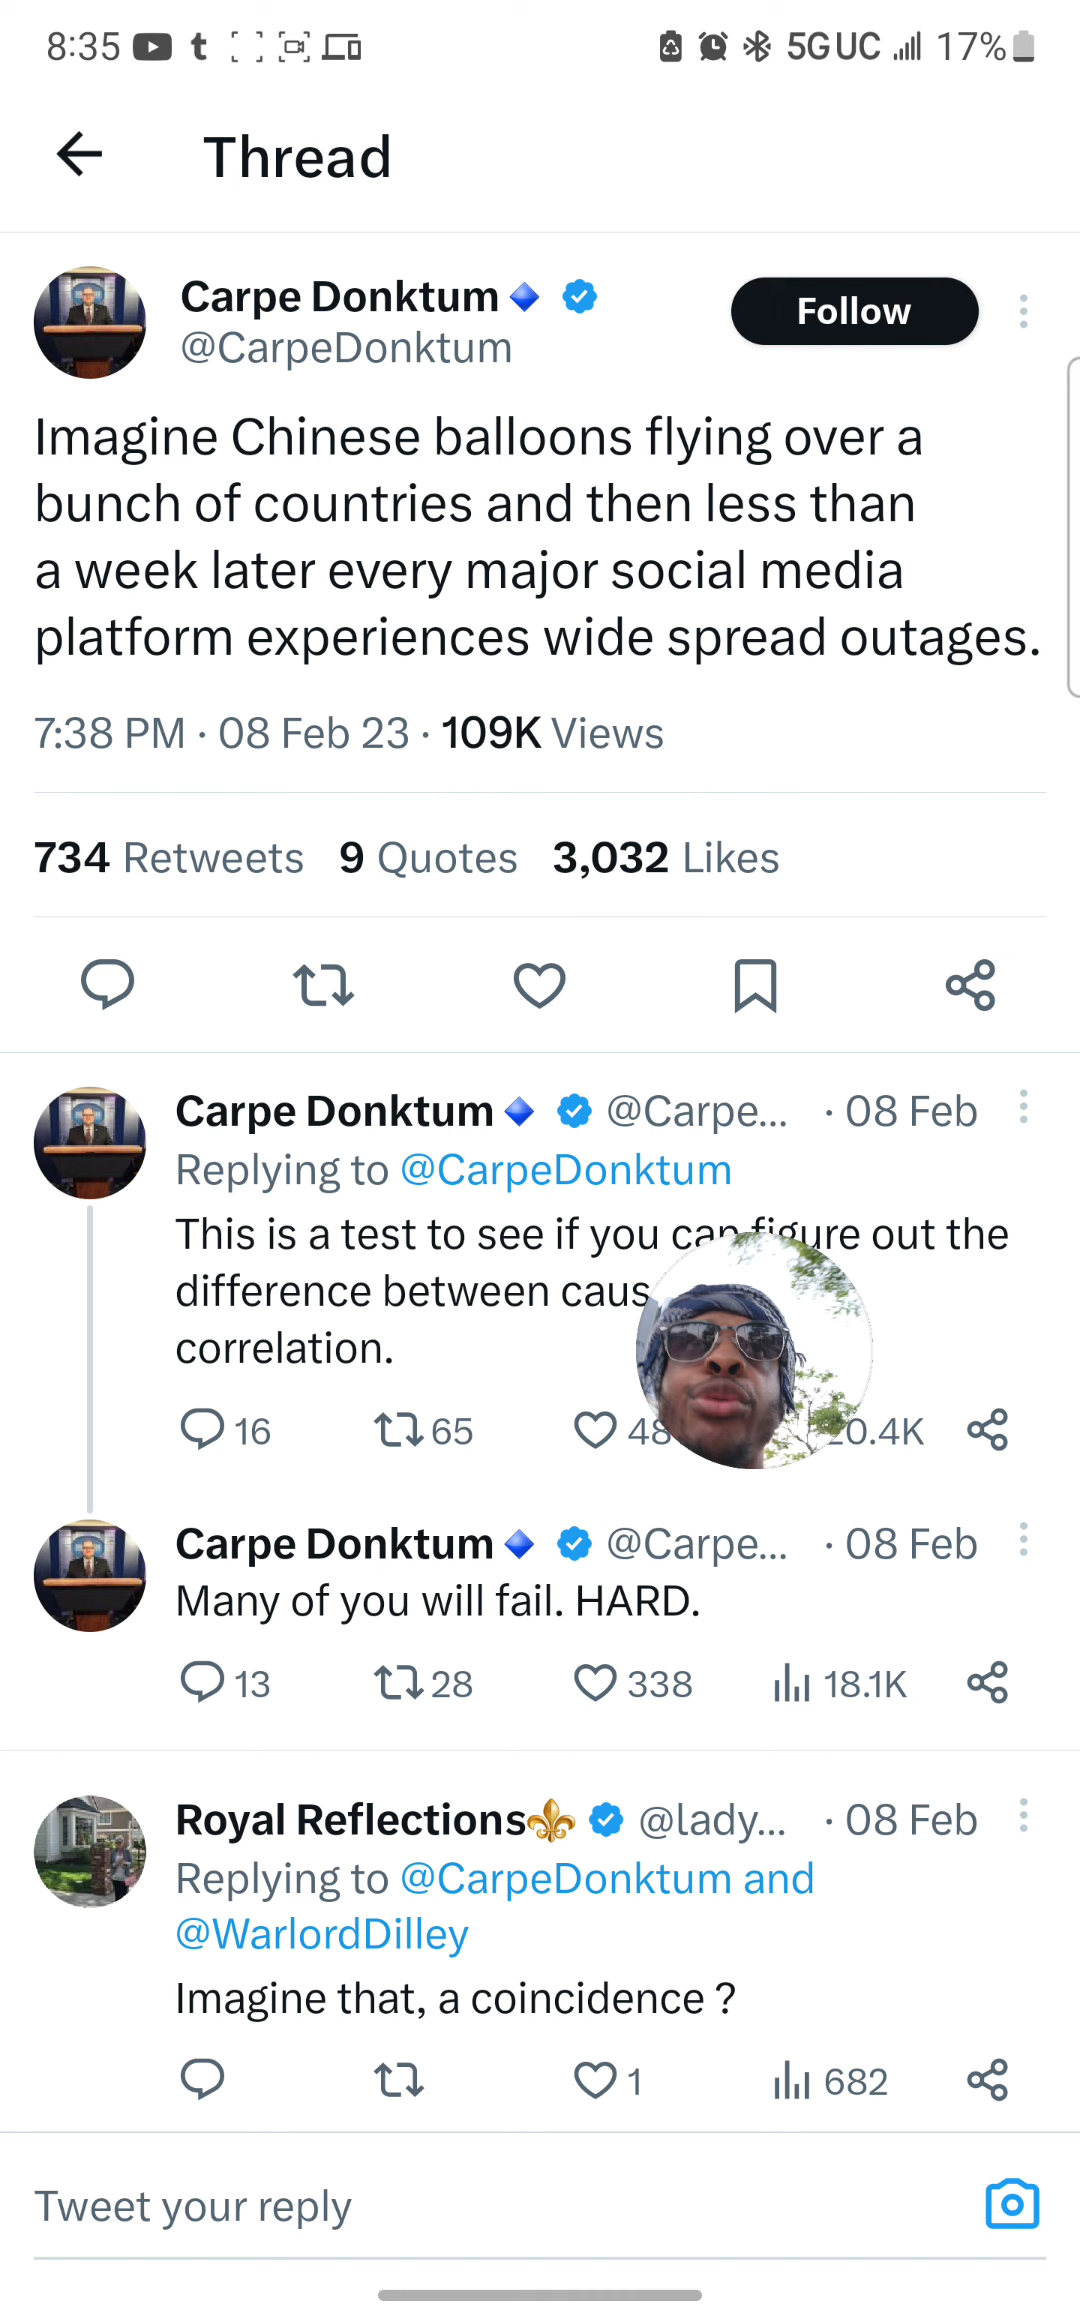 8:35 t 5G UC 17%
Thread
Carpe Donktum
Follow
@CarpeDonktum
Imagine Chinese balloons flying over a
bunch of countries and then less than
a week later every major social media
platform experiences wide spread outages.
7:38 PM · 08 Feb 23 · 109K Views
734 Retweets 9 Quotes 3,032 Likes
Carpe Donktum @Carpe... · 08 Feb
Replying to @CarpeDonktum
This is a test to see if you can figure out the
difference between
correlation.
16 65
Carpe Donktum @Carpe... · 08 Feb
Many of you will fail. HARD.
13 28 338 18.1K
Royal Reflections @lady... · 08 Feb
Replying to @CarpeDonktum and
@WarlordDilley
Imagine that, a coincidence ?
1 682
Tweet your reply